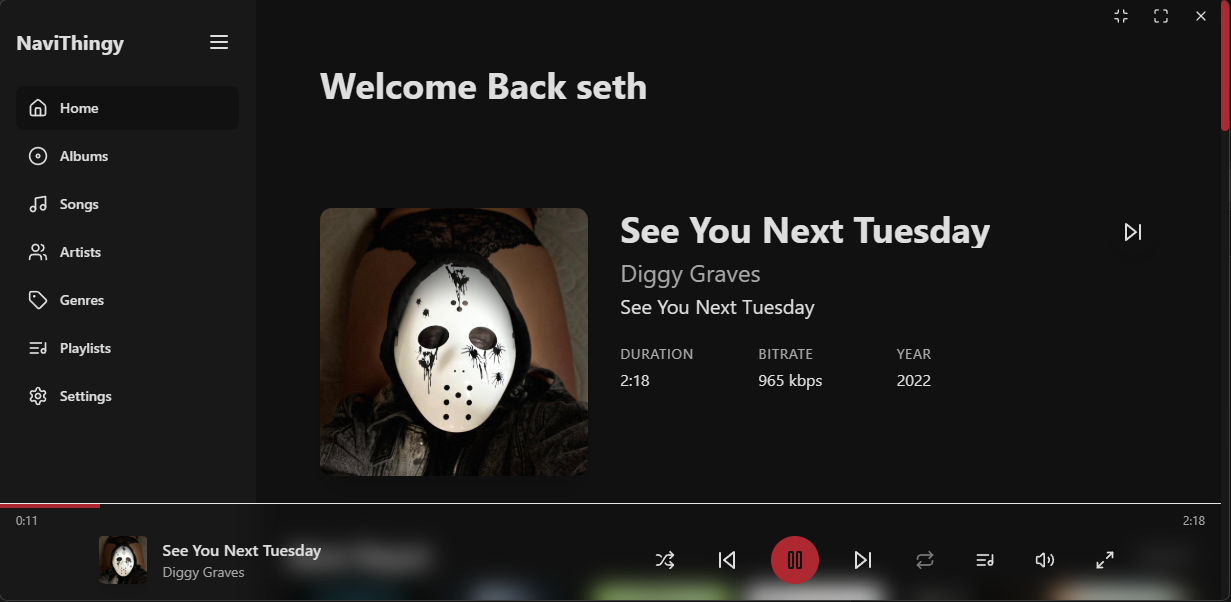 NaviThingy
Home
Albums
Songs
Artists
Genres
Playlists
Settings
Welcome Back seth
See You Next Tuesday
Diggy Graves
See You Next Tuesday
DURATION BITRATE YEAR
2:18 965 kbps 2022
0:11 2:18
See You Next Tuesday
Diggy Graves